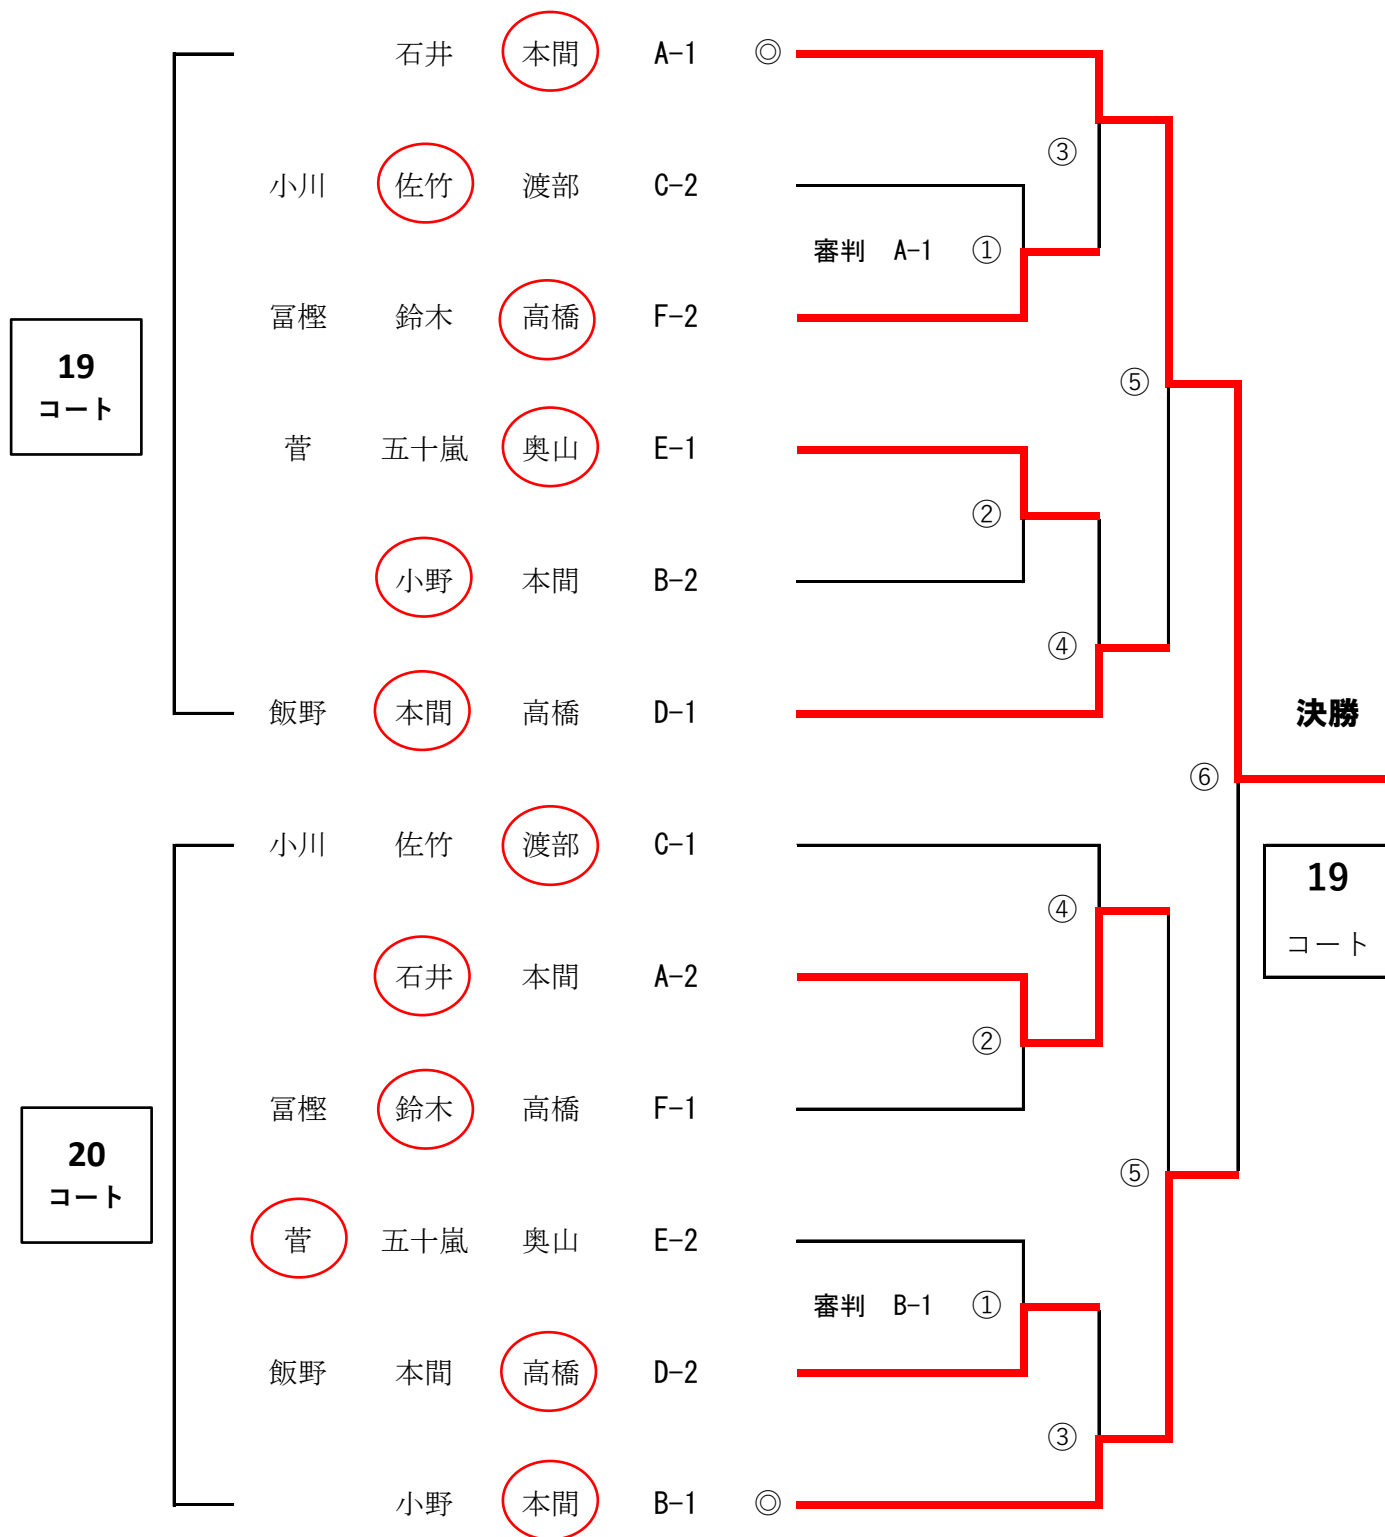 石井 本間 A-1 ◎
③
小川 佐竹 渡部 C-2
審判 A-1 ①
冨樫 鈴木 高橋 F-2
19
コート
⑤
菅 五十嵐 奥山 E-1
②
小野 本間 B-2
④
飯野 本間 高橋 D-1
決勝
⑥
小川 佐竹 渡部 C-1
19
コート
④
石井 本間 A-2
②
冨樫 鈴木 高橋 F-1
20
コート
⑤
菅 五十嵐 奥山 E-2
審判 B-1 ①
飯野 本間 高橋 D-2
③
小野 本間 B-1 ◎